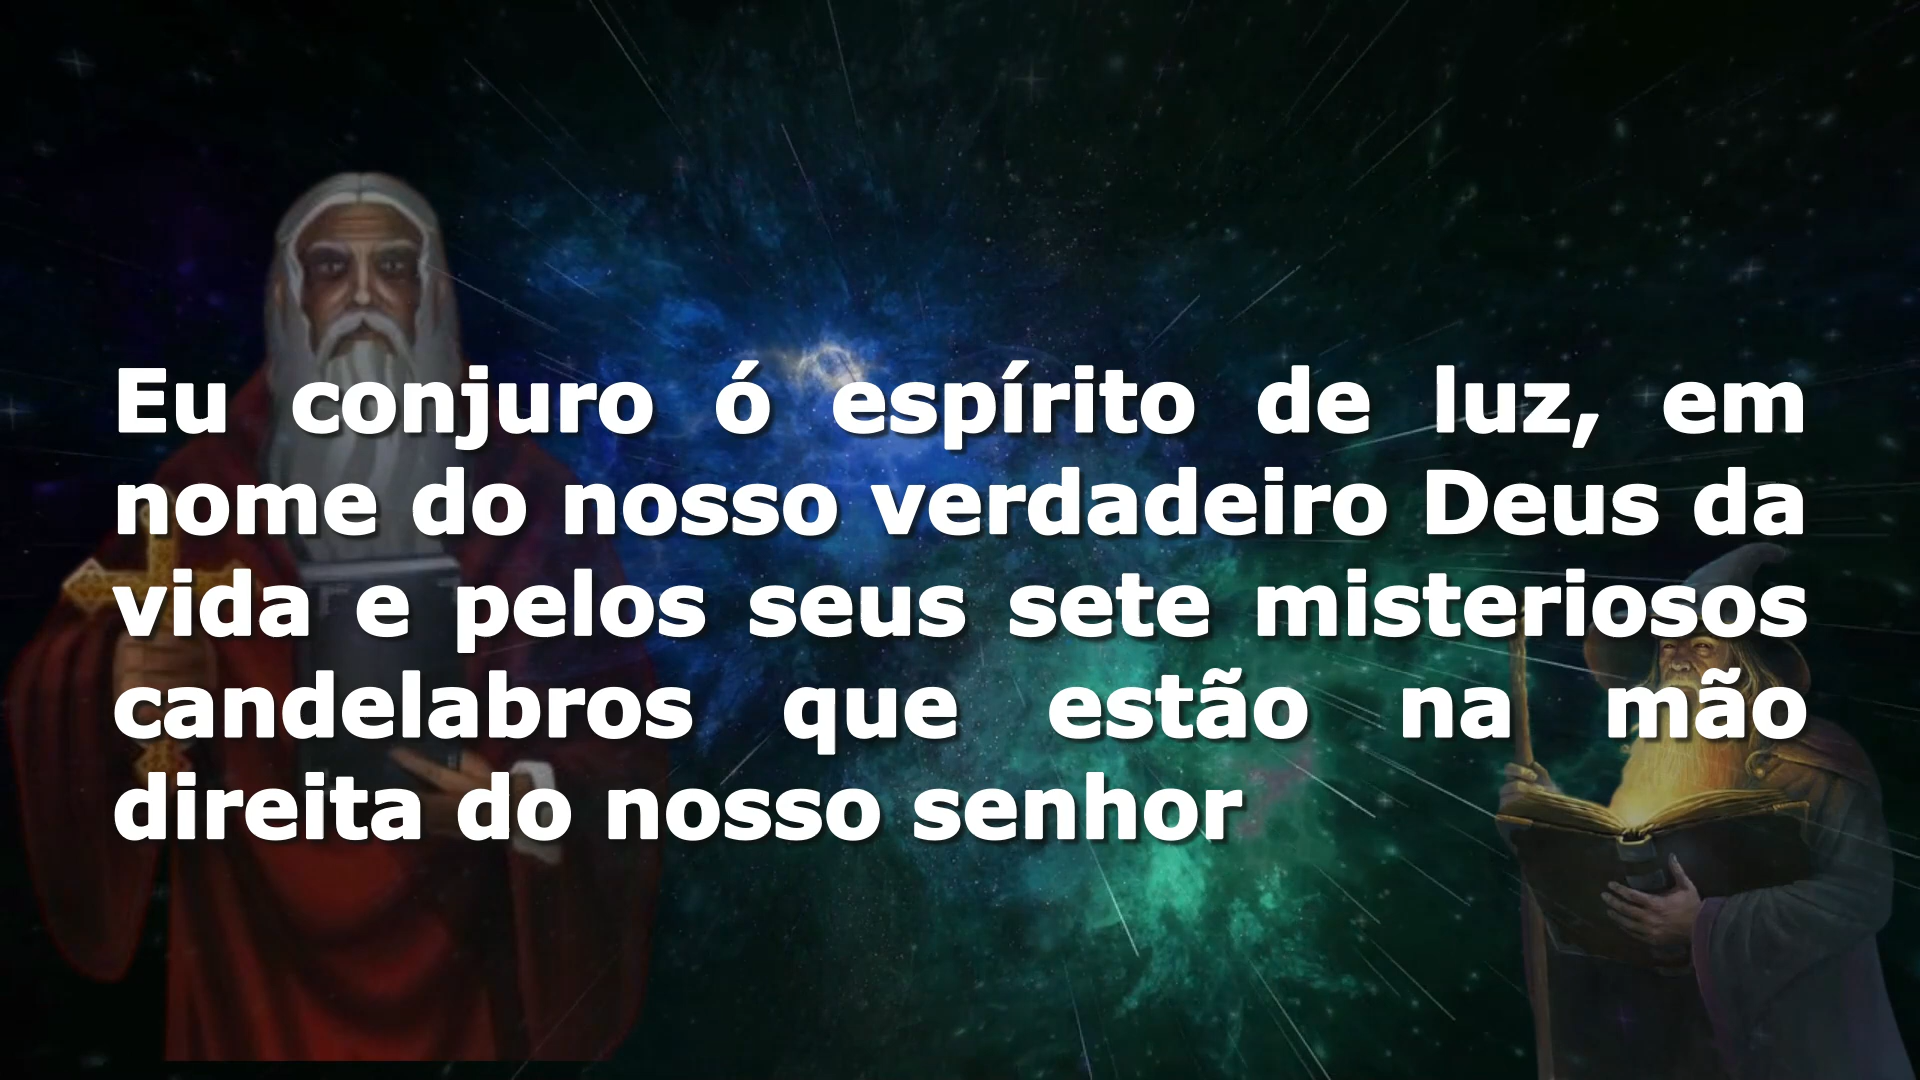 Eu conjuro ó espírito de luz, em
nome do nosso verdadeiro Deus da
vida e pelos seus sete misteriosos
candelabros que estão na mão
direita do nosso senhor